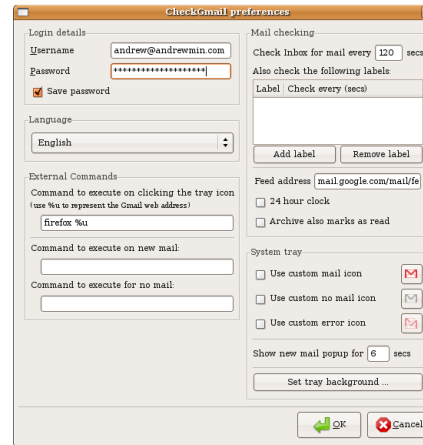 CheckGmail preferences
Login details
Username andrew@andrewmin.com
Password ********************
Save password
Language
English
External Commands
Command to execute on clicking the tray icon
(use %u to represent the Gmail web address)
firefox %u
Command to execute on new mail:
Command to execute for no mail:
Mail checking
Check Inbox for mail every 120 secs
Also check the following labels:
Label Check every (secs)
Add label Remove label
Feed address mail.google.com/mail/fe
24 hour clock
Archive also marks as read
System tray
Use custom mail icon
Use custom no mail icon
Use custom error icon
Show new mail popup for 6 secs
Set tray background ...
OK Cancel